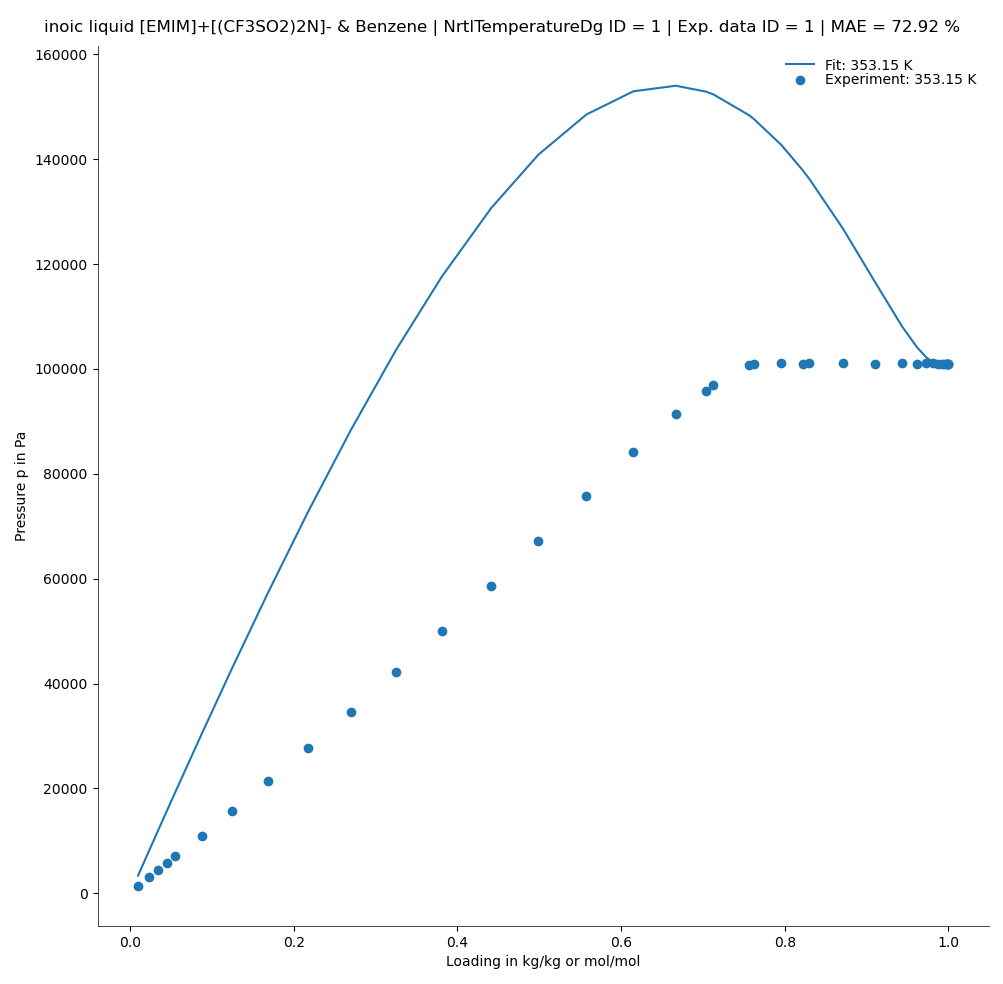 inoic liquid [EMIM]+[(CF3SO2)2N]- & Benzene | NrtlTemperatureDg ID = 1 | Exp. data ID = 1 | MAE = 72.92 %
Fit: 353.15 K
Experiment: 353.15 K
160000
140000
120000
100000
80000
60000
40000
20000
0
Pressure p in Pa
0.0 0.2 0.4 0.6 0.8 1.0
Loading in kg/kg or mol/mol